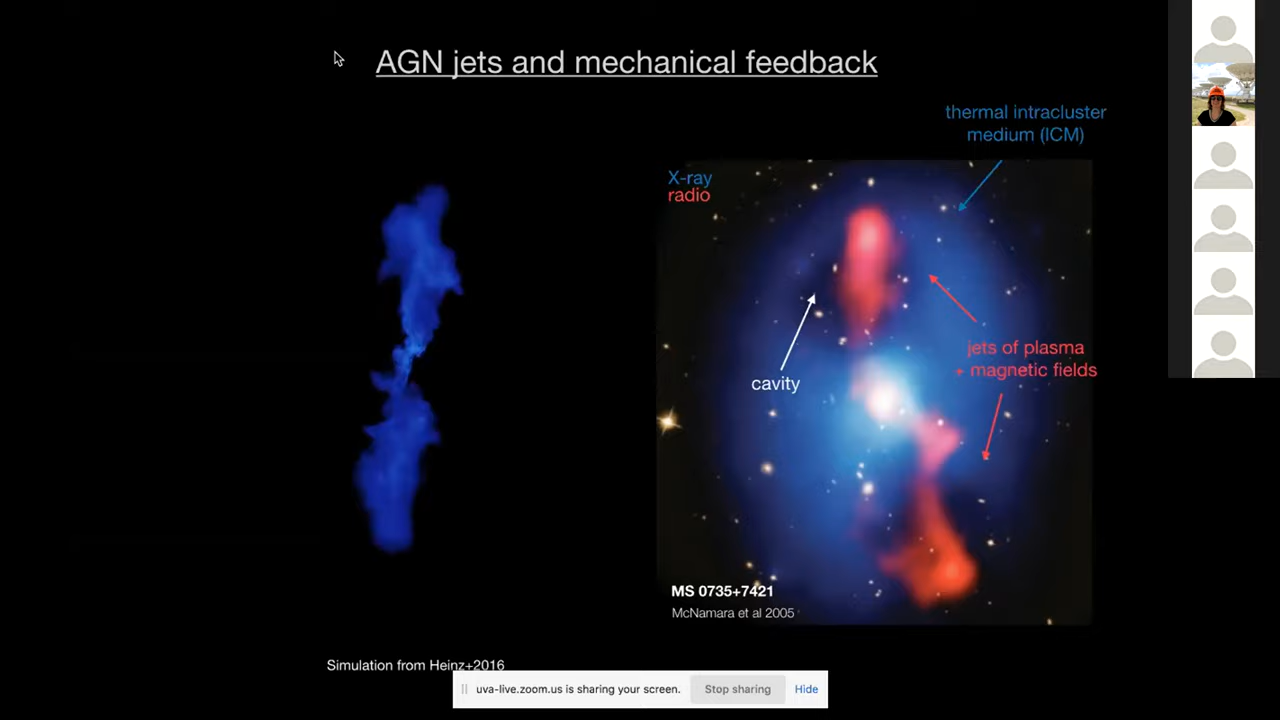 AGN jets and mechanical feedback
thermal intracluster
medium (ICM)
X-ray
radio
jets of plasma
+ magnetic fields
cavity
MS 0735+7421
McNamara et al 2005
Simulation from Heinz+2016
uva-live.zoom.us is sharing your screen.
Stop sharing
Hide